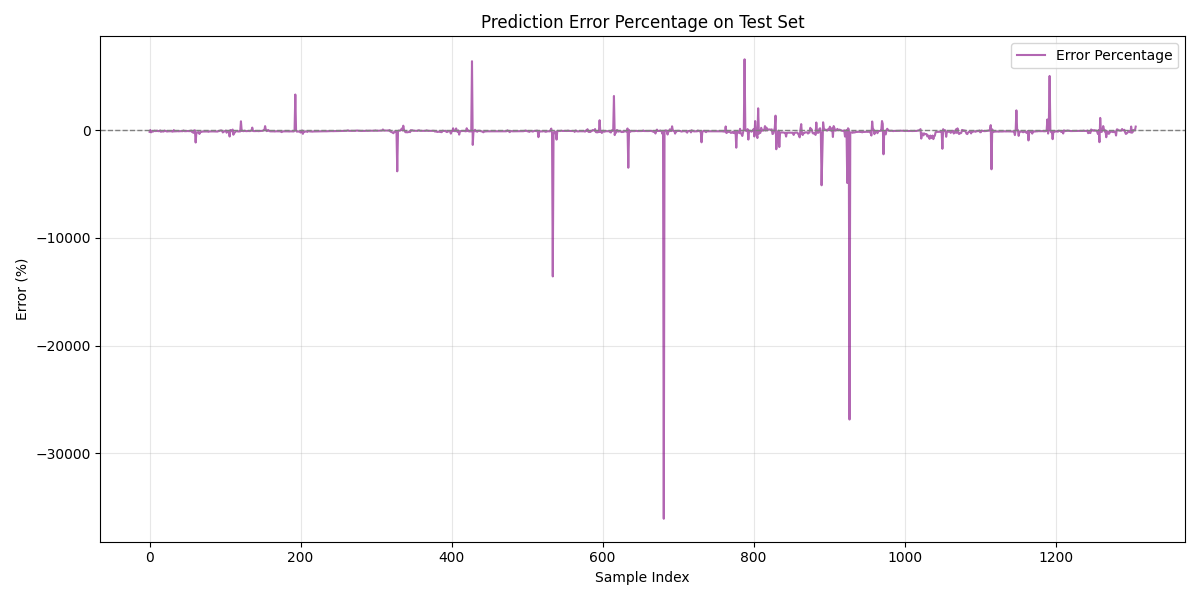 Prediction Error Percentage on Test Set
Error Percentage
0
−10000
−20000
−30000
Error (%)
0
200
400
600
800
1000
1200
Sample Index